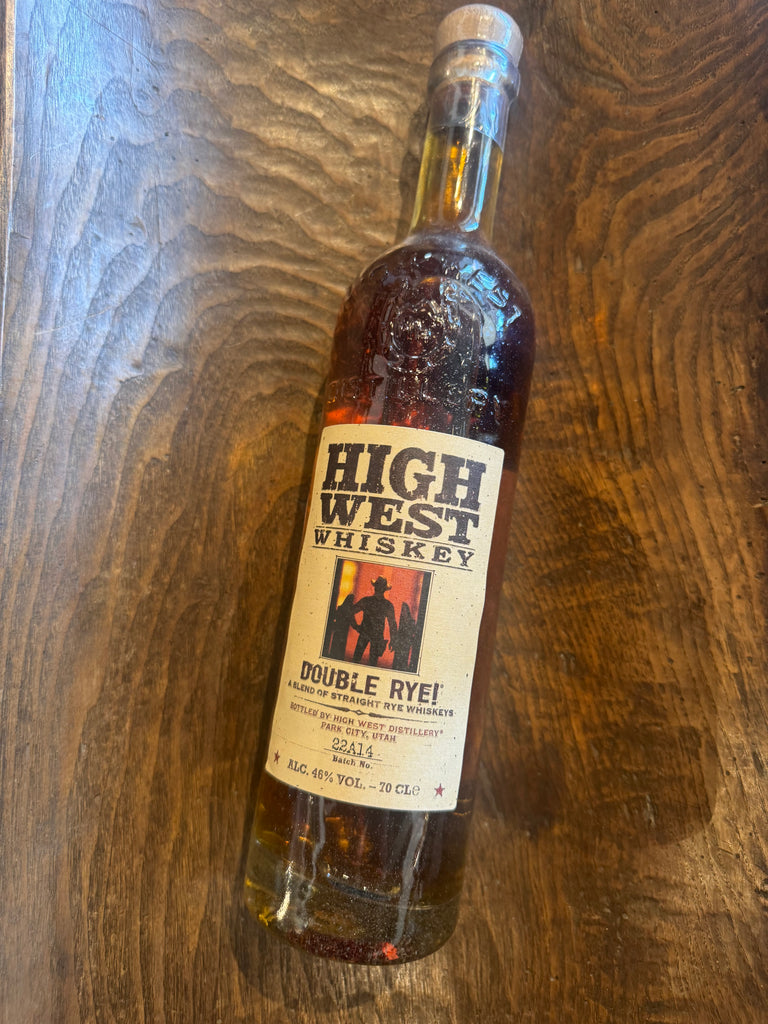 HIGH
WEST
WHISKEY
DOUBLE RYE!
A BLEND OF STRAIGHT RYE WHISKEYS
BOTTLED BY HIGH WEST DISTILLERY®
PARK CITY, UTAH
22A14
Batch No.
ALC. 46% VOL. – 70 CLe